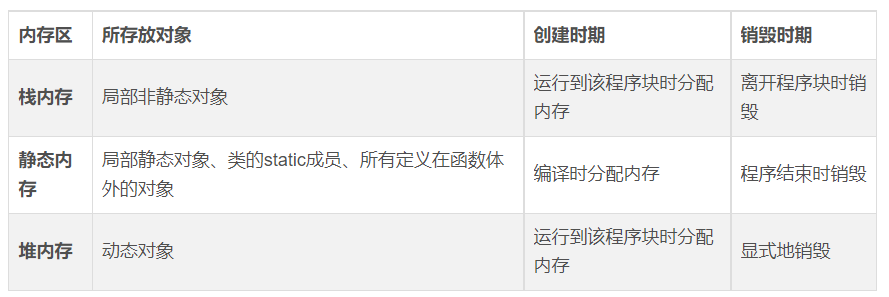 内存区 所存放对象 创建时期 销毁时期
栈内存 局部非静态对象 运行到该程序块时分配
内存 离开程序块时销
毁
静态内
存 局部静态对象、类的static成员、所有定义在函数体
外的对象 编译时分配内存 程序结束时销毁
堆内存 动态对象 运行到该程序块时分配
内存 显式地销毁